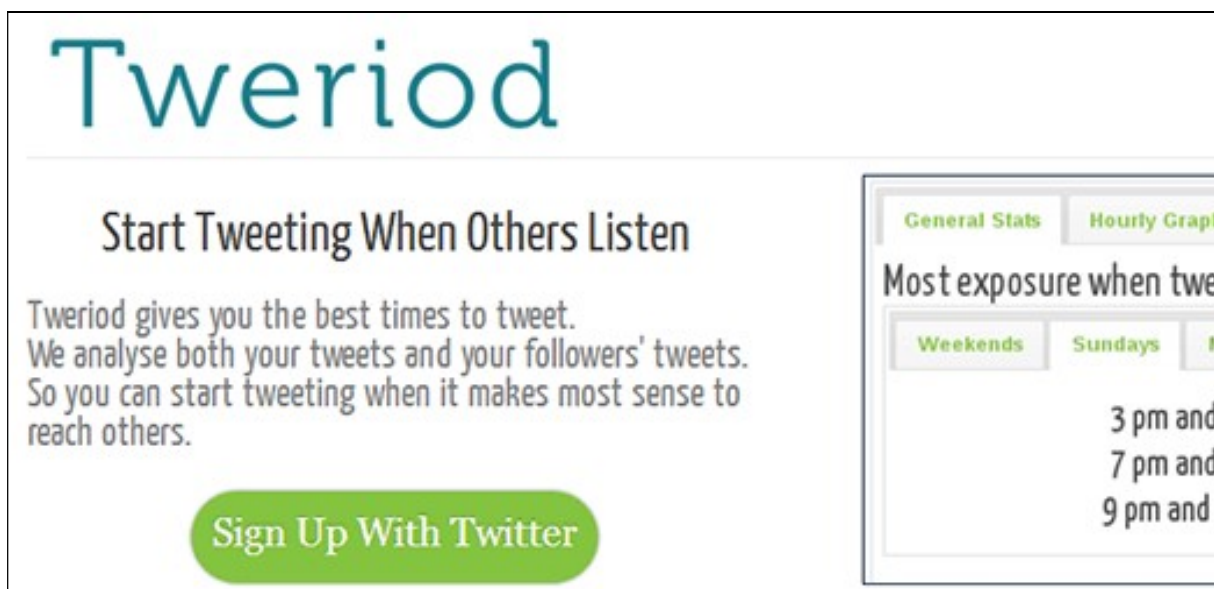 Tweriod
Start Tweeting When Others Listen
Tweriod gives you the best times to tweet.
We analyse both your tweets and your followers' tweets.
So you can start tweeting when it makes most sense to
reach others.
Sign Up With Twitter
General Stats Hourly
Most exposure when
Weekends Sundays
3 pm and
7 pm and
9 pm and